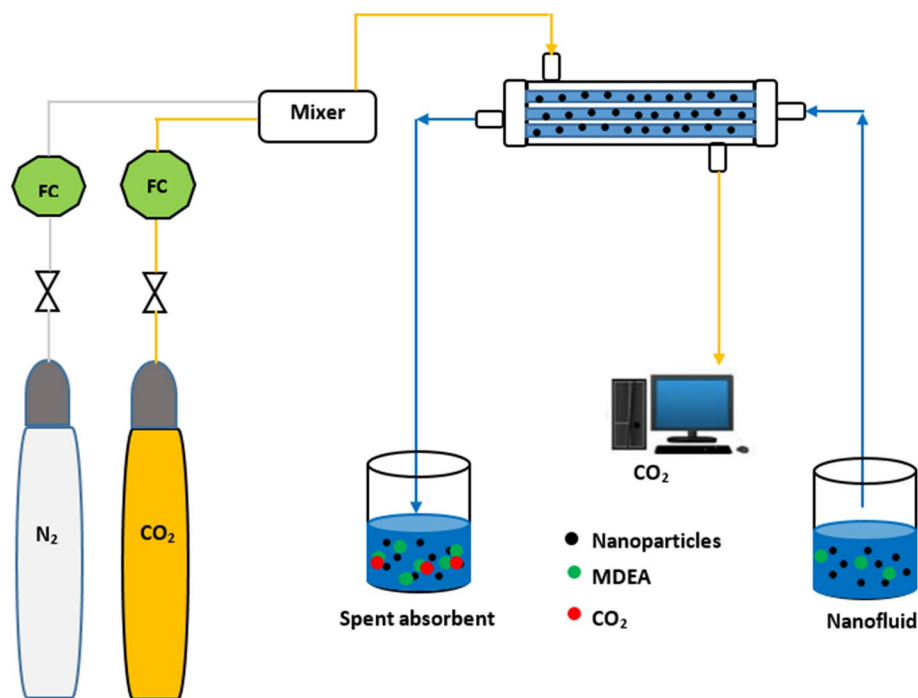 Mixer
FC
FC
N₂
CO₂
CO₂
Nanoparticles
MDEA
CO₂
Spent absorbent
Nanofluid